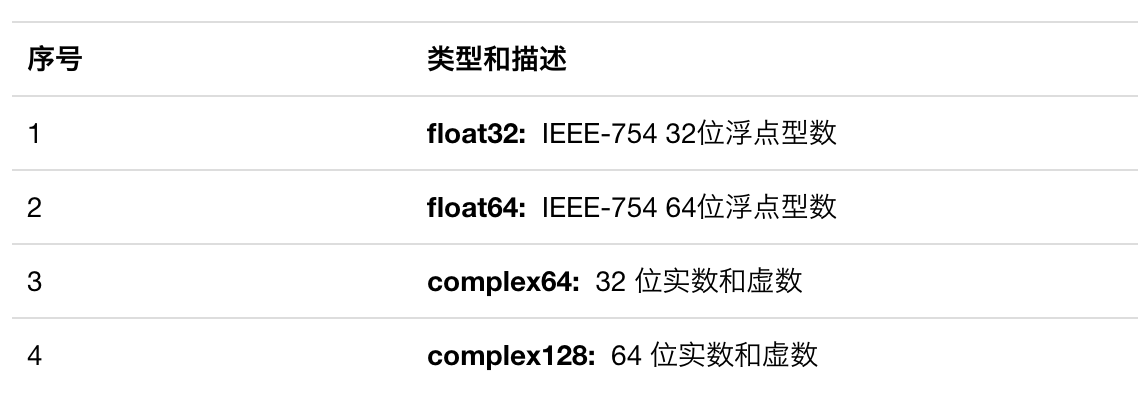 序号 类型和描述
1 float32: IEEE-754 32位浮点型数
2 float64: IEEE-754 64位浮点型数
3 complex64: 32 位实数和虚数
4 complex128: 64 位实数和虚数